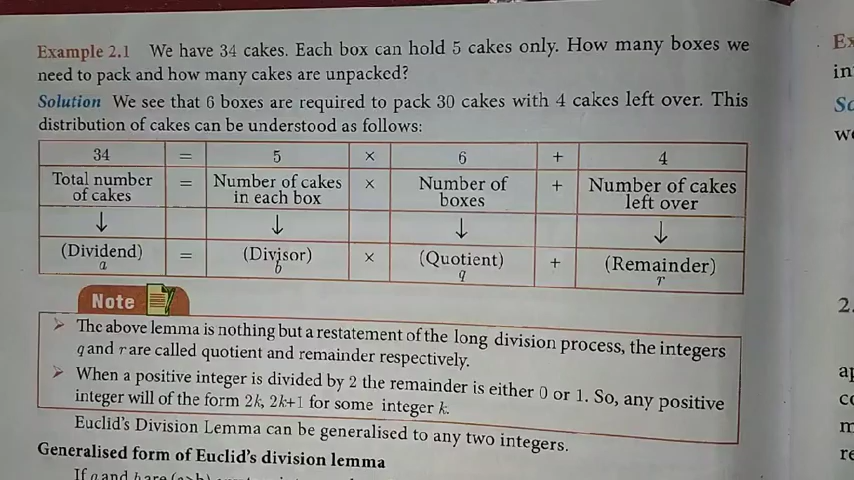 Example 2.1 We have 34 cakes. Each box can hold 5 cakes only. How many boxes we
need to pack and how many cakes are unpacked?
Solution We see that 6 boxes are required to pack 30 cakes with 4 cakes left over. This
distribution of cakes can be understood as follows:
34 = 5 × 6 + 4
Total number = Number of cakes × Number of + Number of cakes
of cakes in each box boxes left over
↓ ↓ ↓ ↓
(Dividend) = (Divisor) × (Quotient) + (Remainder)
a b q r
Note
The above lemma is nothing but a restatement of the long division process, the integers
q and r are called quotient and remainder respectively.
When a positive integer is divided by 2 the remainder is either 0 or 1. So, any positive
integer will of the form 2k, 2k+1 for some integer k.
Euclid's Division Lemma can be generalised to any two integers.
Generalised form of Euclid's division lemma
If a and b are (a>b)
Ex
in
So
we
2.
ap
co
m
re